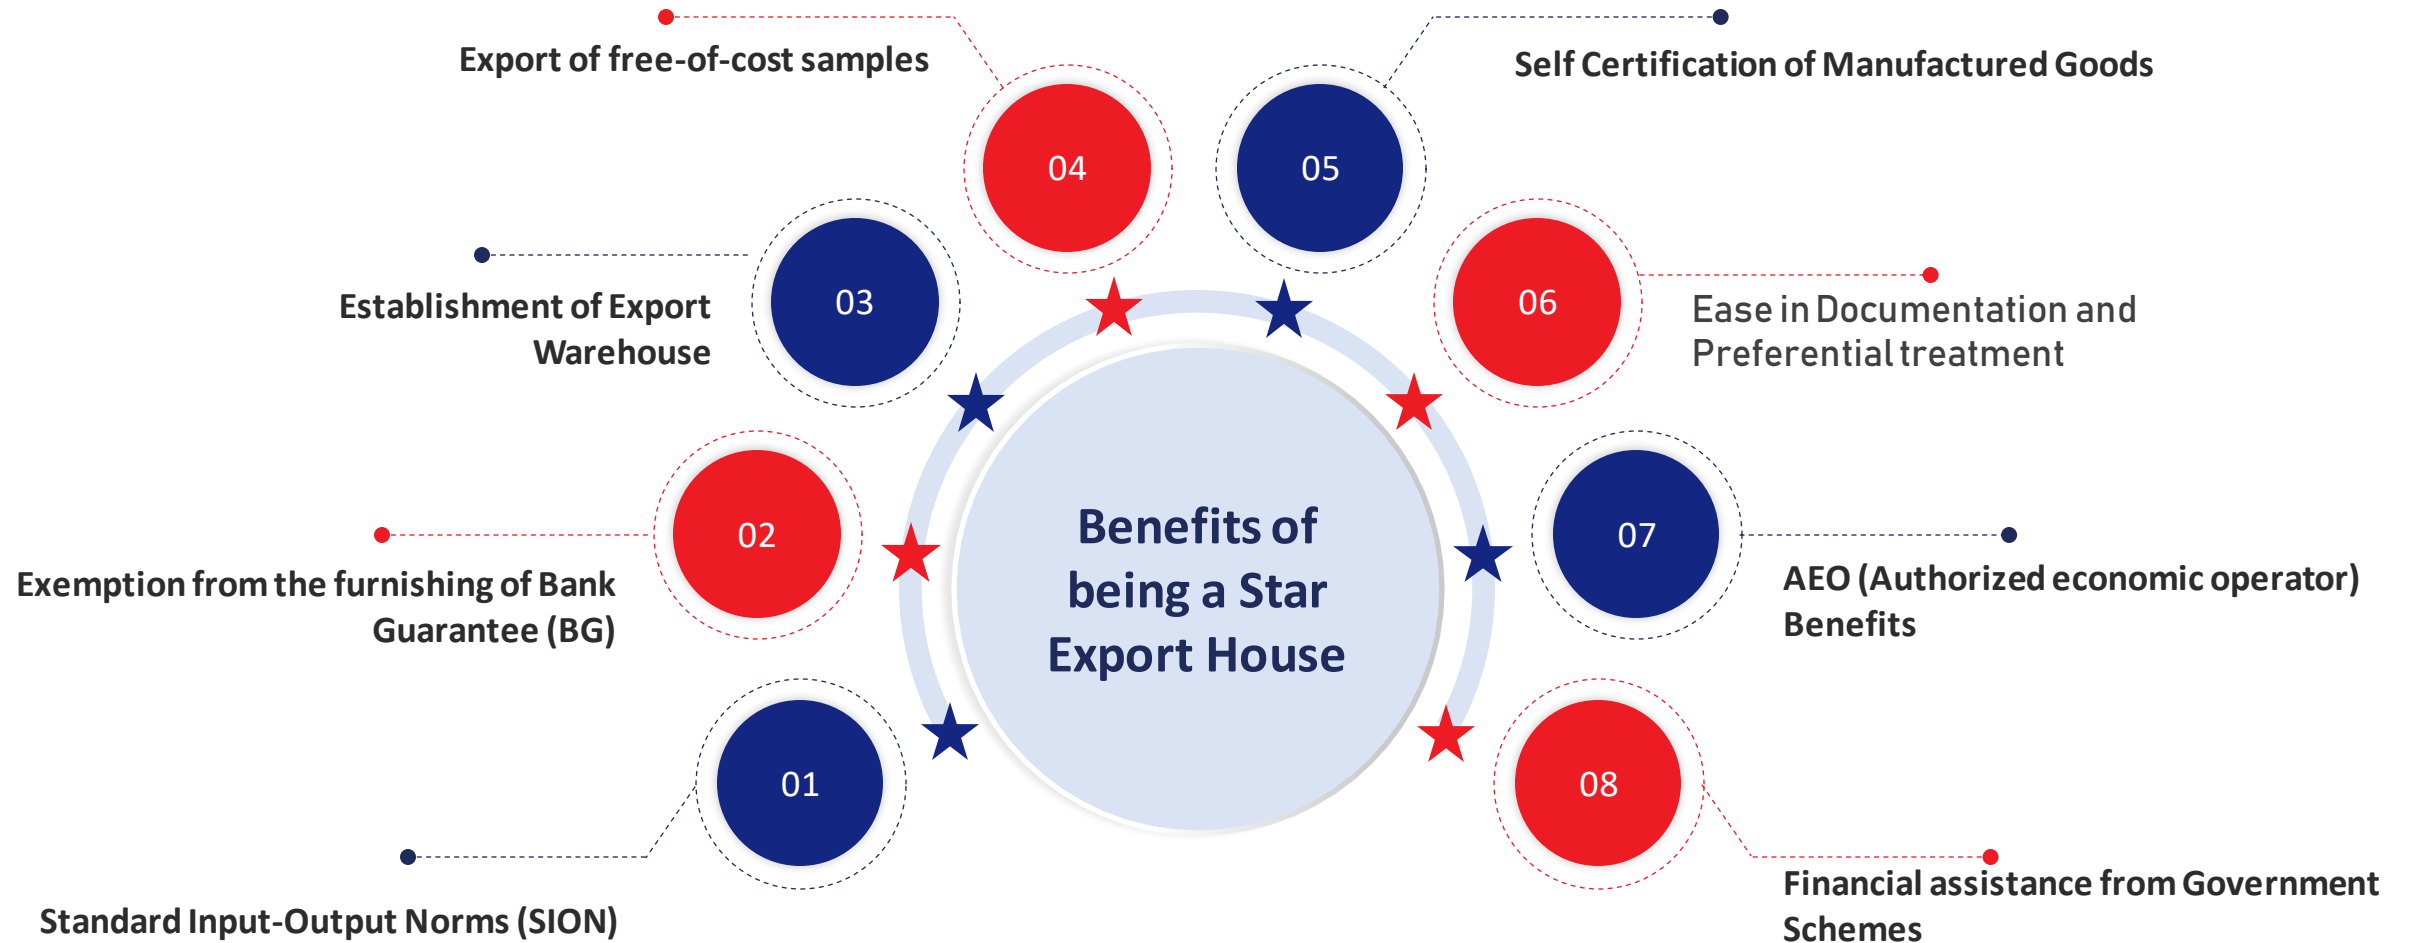 Export of free-of-cost samples
Self Certification of Manufactured Goods
04
05
03
06
Establishment of Export
Warehouse
Ease in Documentation and
Preferential treatment
02
07
Exemption from the furnishing of Bank
Guarantee (BG)
Benefits of
being a Star
Export House
AEO (Authorized economic operator)
Benefits
01
08
Standard Input-Output Norms (SION)
Financial assistance from Government
Schemes